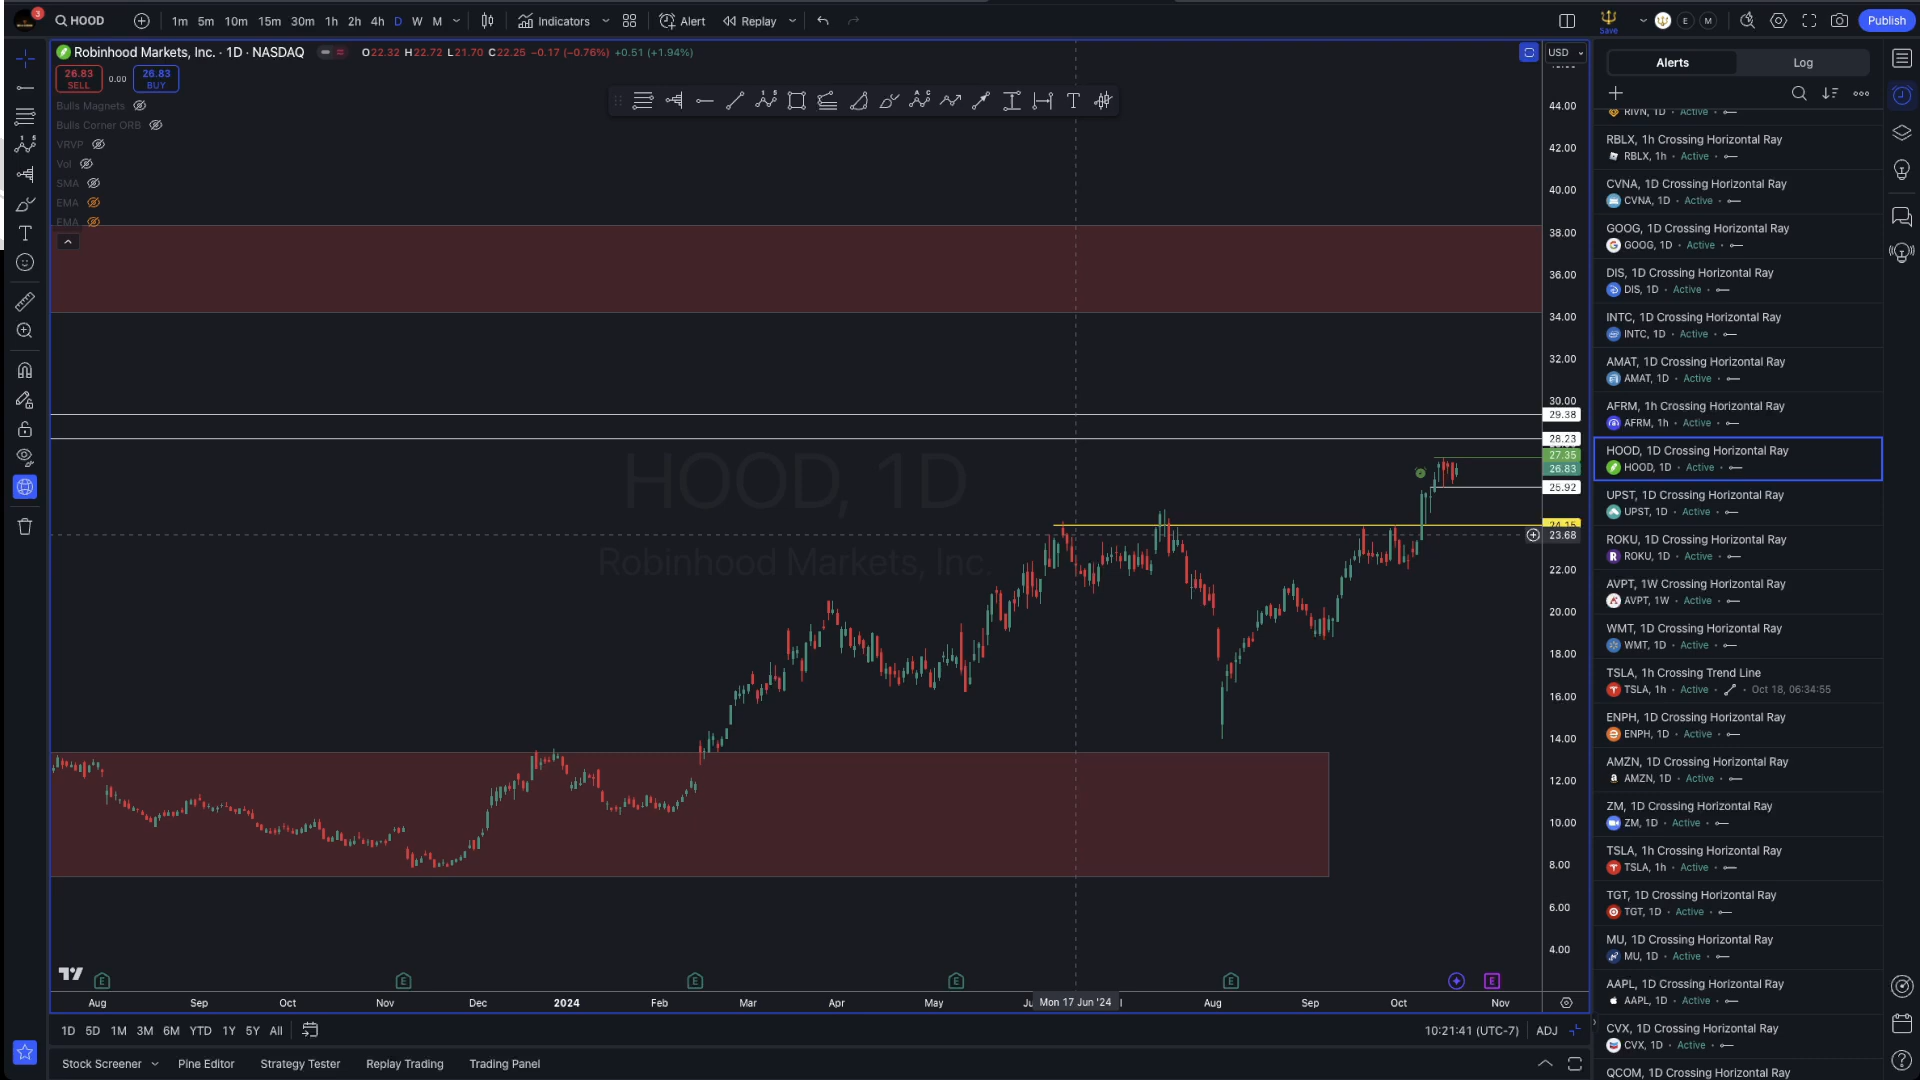 3
HOOD
1m 5m 10m 15m 30m 1h 2h 4h D W M
Indicators
Alert
Replay
Save
E
M
Publish
Robinhood Markets, Inc. · 1D · NASDAQ
O22.32 H22.72 L21.70 C22.25 −0.17 (−0.76%) +0.51 (+1.94%)
USD
26.83
SELL
0.00
26.83
BUY
Bulls Magnets
Bulls Corner ORB
VRVP
Vol
SMA
EMA
EMA
44.00
42.00
40.00
38.00
36.00
34.00
32.00
30.00
29.38
28.23
27.35
26.83
25.92
24.15
23.68
22.00
20.00
18.00
16.00
14.00
12.00
10.00
8.00
6.00
4.00
HOOD, 1D
Robinhood Markets, Inc.
E E E E E E
Aug Sep Oct Nov Dec 2024 Feb Mar Apr May Mon 17 Jun '24 Aug Sep Oct Nov
1D 5D 1M 3M 6M YTD 1Y 5Y All
10:21:41 (UTC-7) ADJ
Stock Screener
Pine Editor
Strategy Tester
Replay Trading
Trading Panel
Alerts
Log
RIVN, 1D · Active
RBLX, 1h Crossing Horizontal Ray
RBLX, 1h · Active
CVNA, 1D Crossing Horizontal Ray
CVNA, 1D · Active
GOOG, 1D Crossing Horizontal Ray
GOOG, 1D · Active
DIS, 1D Crossing Horizontal Ray
DIS, 1D · Active
INTC, 1D Crossing Horizontal Ray
INTC, 1D · Active
AMAT, 1D Crossing Horizontal Ray
AMAT, 1D · Active
AFRM, 1h Crossing Horizontal Ray
AFRM, 1h · Active
HOOD, 1D Crossing Horizontal Ray
HOOD, 1D · Active
UPST, 1D Crossing Horizontal Ray
UPST, 1D · Active
ROKU, 1D Crossing Horizontal Ray
ROKU, 1D · Active
AVPT, 1W Crossing Horizontal Ray
AVPT, 1W · Active
WMT, 1D Crossing Horizontal Ray
WMT, 1D · Active
TSLA, 1h Crossing Trend Line
TSLA, 1h · Active · Oct 18, 06:34:55
ENPH, 1D Crossing Horizontal Ray
ENPH, 1D · Active
AMZN, 1D Crossing Horizontal Ray
AMZN, 1D · Active
ZM, 1D Crossing Horizontal Ray
ZM, 1D · Active
TSLA, 1h Crossing Horizontal Ray
TSLA, 1h · Active
TGT, 1D Crossing Horizontal Ray
TGT, 1D · Active
MU, 1D Crossing Horizontal Ray
MU, 1D · Active
AAPL, 1D Crossing Horizontal Ray
AAPL, 1D · Active
CVX, 1D Crossing Horizontal Ray
CVX, 1D · Active
QCOM, 1D Crossing Horizontal Ray